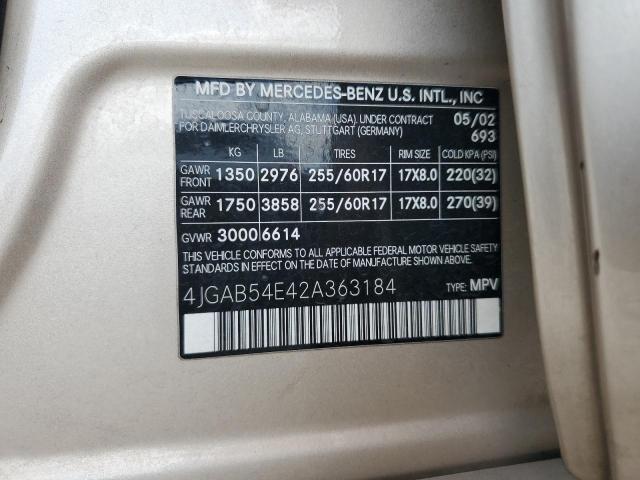 MFD BY MERCEDES-BENZ U.S. INTL., INC
TUSCALOOSA COUNTY, ALABAMA (USA), UNDER CONTRACT 05/02
FOR DAIMLERCHRYSLER AG, STUTTGART (GERMANY) 693
KG LB TIRES RIM SIZE COLD KPA (PSI)
GAWR FRONT 1350 2976 255/60R17 17X8.0 220(32)
GAWR REAR 1750 3858 255/60R17 17X8.0 270(39)
GVWR 3000 6614
THIS VEHICLE CONFORMS TO ALL APPLICABLE FEDERAL MOTOR VEHICLE SAFETY
STANDARDS IN EFFECT ON THE DATE OF MANUFACTURE SHOWN ABOVE.
4JGAB54E42A363184 TYPE: MPV